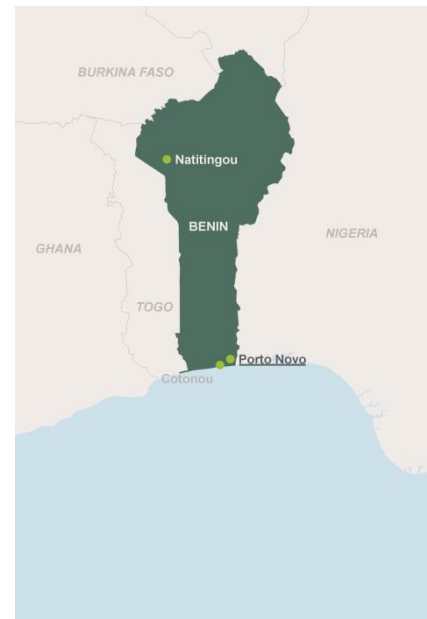 BURKINA FASO
Natitingou
BENIN
NIGERIA
GHANA
TOGO
Porto Novo
Cotonou